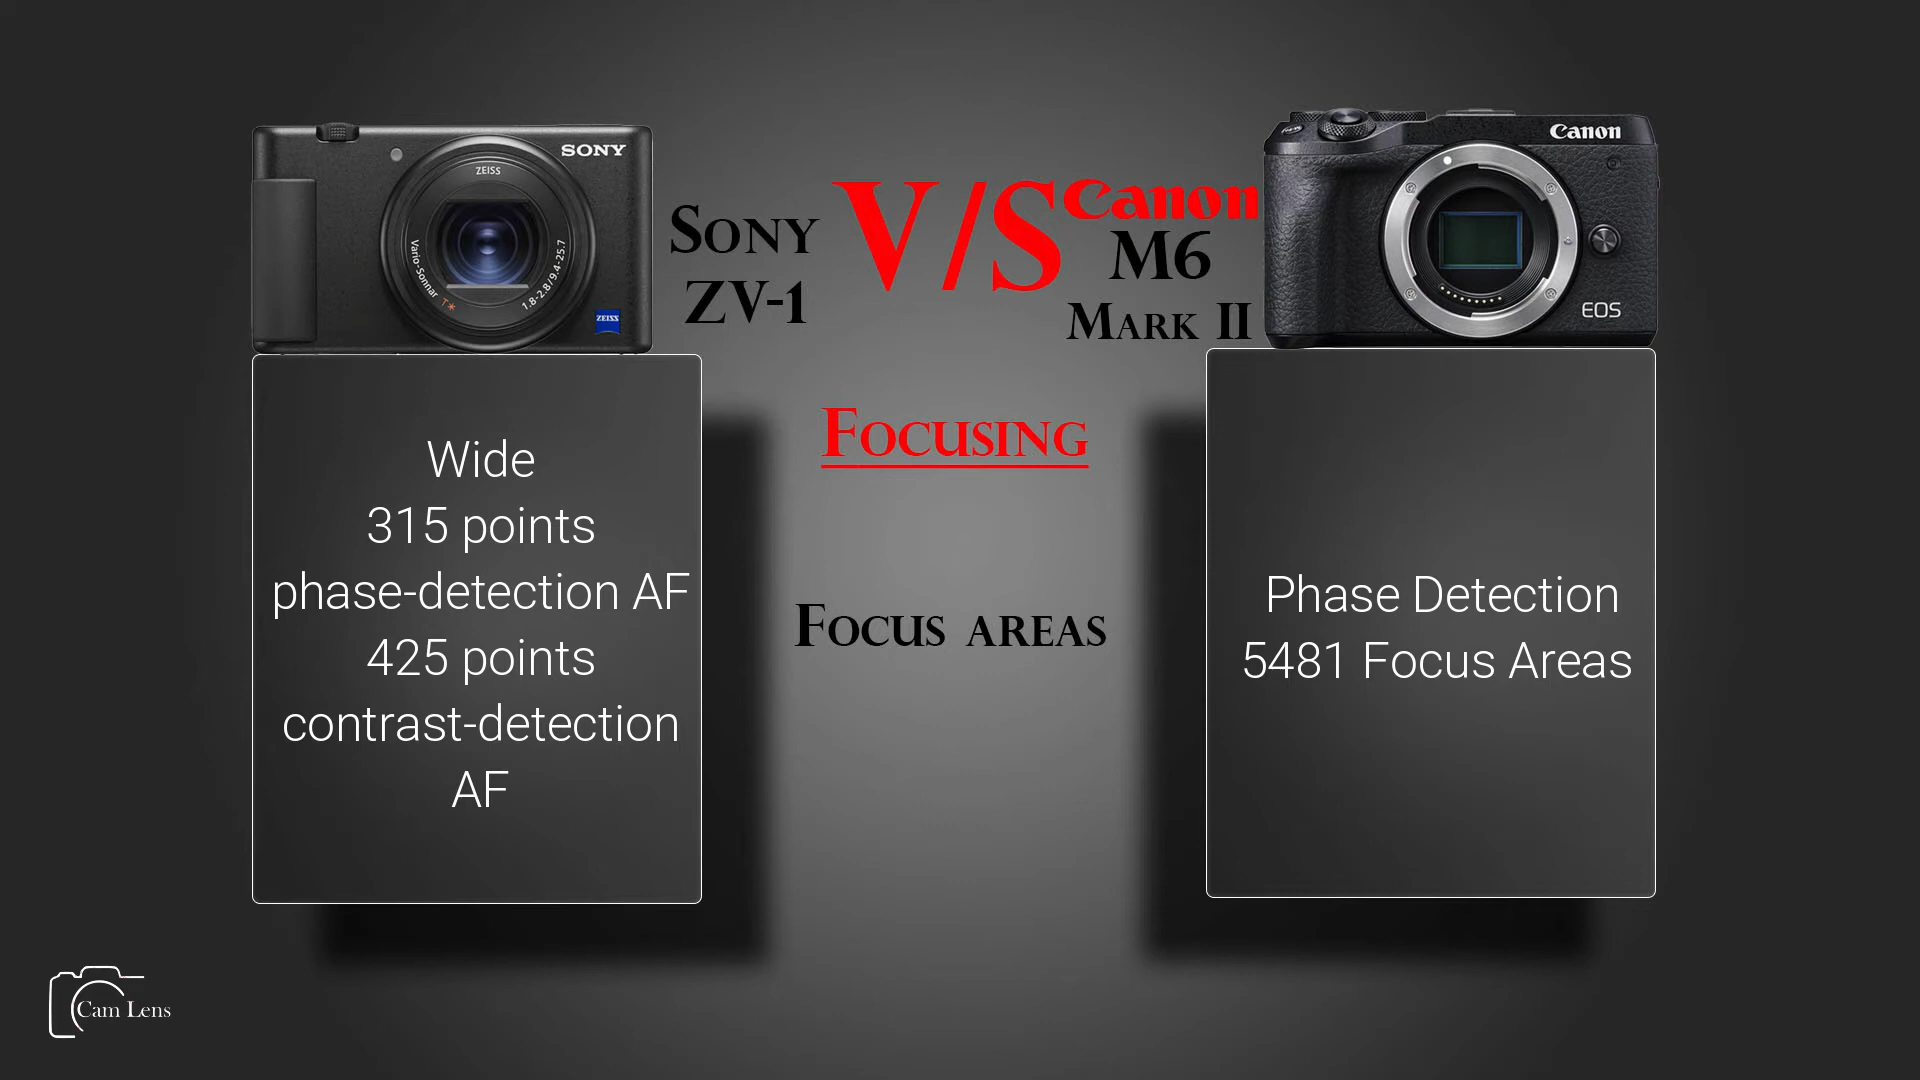 SONY
ZEISS
Vario-Sonnar T*
1.8-2.8/9.4-25.7
ZEISS
Sony
ZV-1
V/S
Canon
M6
Mark II
Canon
EOS
Focusing
Wide
315 points
phase-detection AF
425 points
contrast-detection
AF
Focus areas
Phase Detection
5481 Focus Areas
Cam Lens